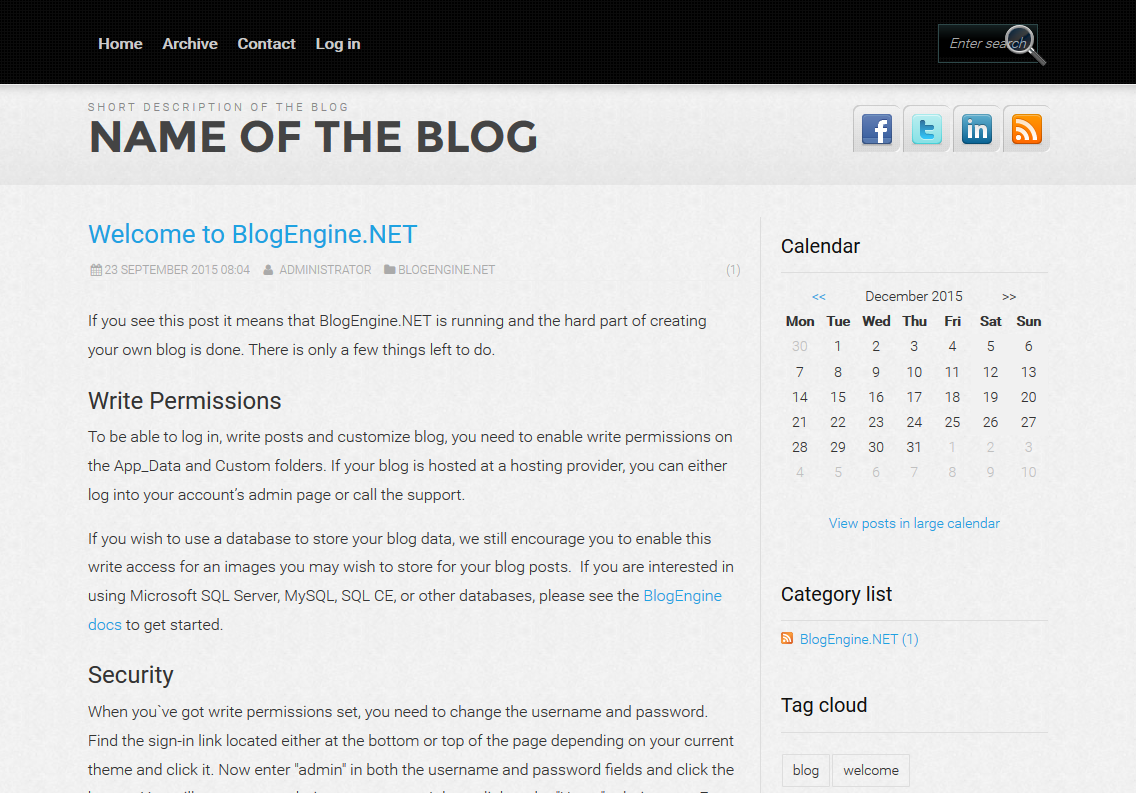 Home Archive Contact Log in
Enter search
SHORT DESCRIPTION OF THE BLOG
NAME OF THE BLOG
Welcome to BlogEngine.NET
23 SEPTEMBER 2015 08:04 ADMINISTRATOR BLOGENGINE.NET (1)
If you see this post it means that BlogEngine.NET is running and the hard part of creating
your own blog is done. There is only a few things left to do.
Write Permissions
To be able to log in, write posts and customize blog, you need to enable write permissions on
the App_Data and Custom folders. If your blog is hosted at a hosting provider, you can either
log into your account’s admin page or call the support.
If you wish to use a database to store your blog data, we still encourage you to enable this
write access for an images you may wish to store for your blog posts.  If you are interested in
using Microsoft SQL Server, MySQL, SQL CE, or other databases, please see the BlogEngine
docs to get started.
Security
When you`ve got write permissions set, you need to change the username and password.
Find the sign-in link located either at the bottom or top of the page depending on your current
theme and click it. Now enter "admin" in both the username and password fields and click the
Calendar
<< December 2015 >>
Mon Tue Wed Thu Fri Sat Sun
30 1 2 3 4 5 6
7 8 9 10 11 12 13
14 15 16 17 18 19 20
21 22 23 24 25 26 27
28 29 30 31 1 2 3
4 5 6 7 8 9 10
View posts in large calendar
Category list
BlogEngine.NET (1)
Tag cloud
blog welcome